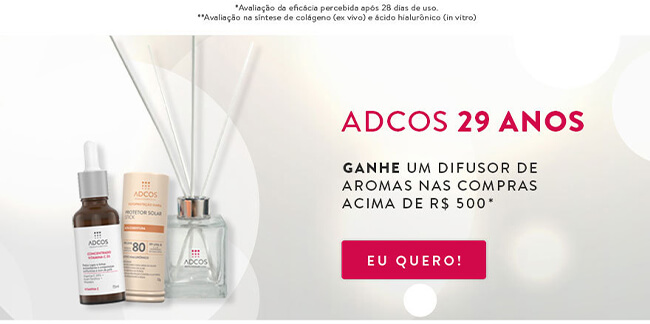 *Avaliação da eficácia percebida após 28 dias de uso.
**Avaliação na síntese de colágeno (ex vivo) e ácido hialurônico (in vitro)
ADCOS 29 ANOS
GANHE UM DIFUSOR DE
AROMAS NAS COMPRAS
ACIMA DE R$ 500*
EU QUERO!
ADCOS
CONCENTRADO
VITAMINA C 20
VITAMINA C
ADCOS
PROTETOR SOLAR
STICK
80
ADCOS